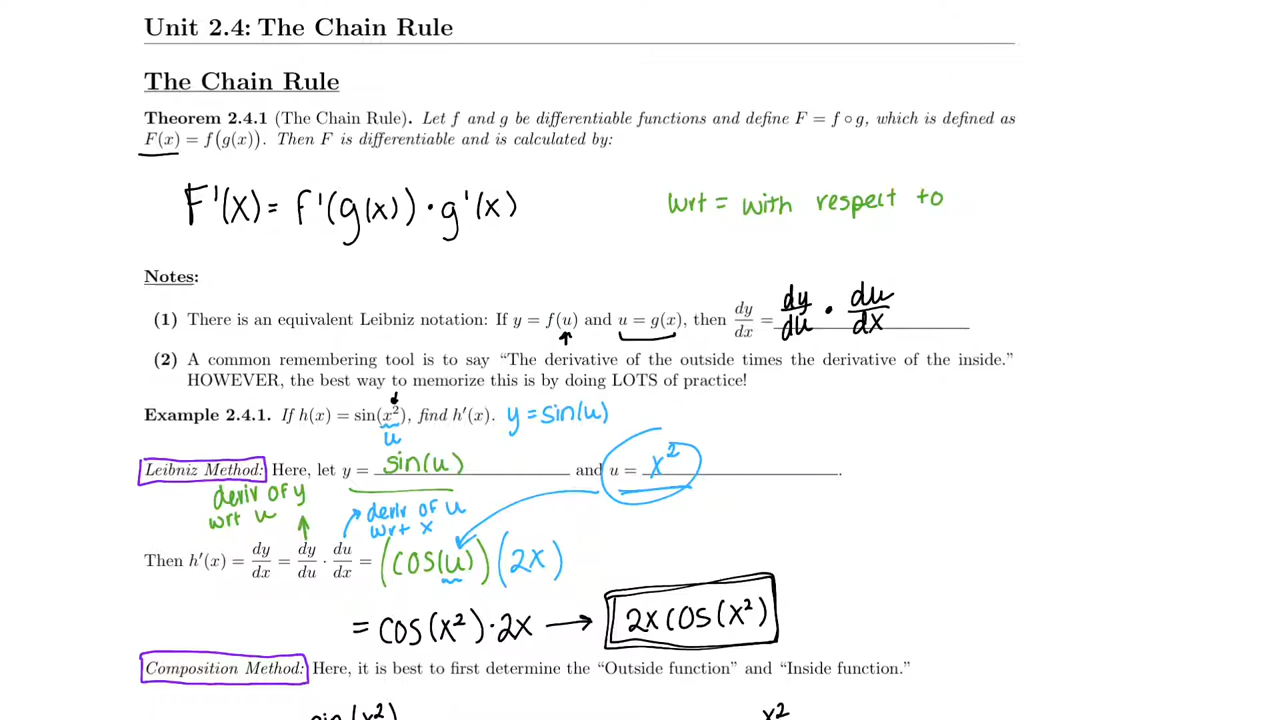 Unit 2.4: The Chain Rule
The Chain Rule
Theorem 2.4.1 (The Chain Rule). Let f and g be differentiable functions and define F = f ∘ g, which is defined as
F(x) = f(g(x)). Then F is differentiable and is calculated by:
F'(x) = f'(g(x)) · g'(x)
wrt = with respect to
Notes:
(1) There is an equivalent Leibniz notation: If y = f(u) and u = g(x), then dy/dx = dy/du · du/dx
(2) A common remembering tool is to say “The derivative of the outside times the derivative of the inside.”
HOWEVER, the best way to memorize this is by doing LOTS of practice!
Example 2.4.1. If h(x) = sin(x²), find h′(x). y = sin(u)
u
Leibniz Method: Here, let y = sin(u) and u = x².
deriv of y
wrt u
deriv of u
wrt x
Then h′(x) = dy/dx = dy/du · du/dx = (cos(u))(2x)
= cos(x²)·2x → 2x cos(x²)
Composition Method: Here, it is best to first determine the “Outside function” and “Inside function.”
sin(x²) x²